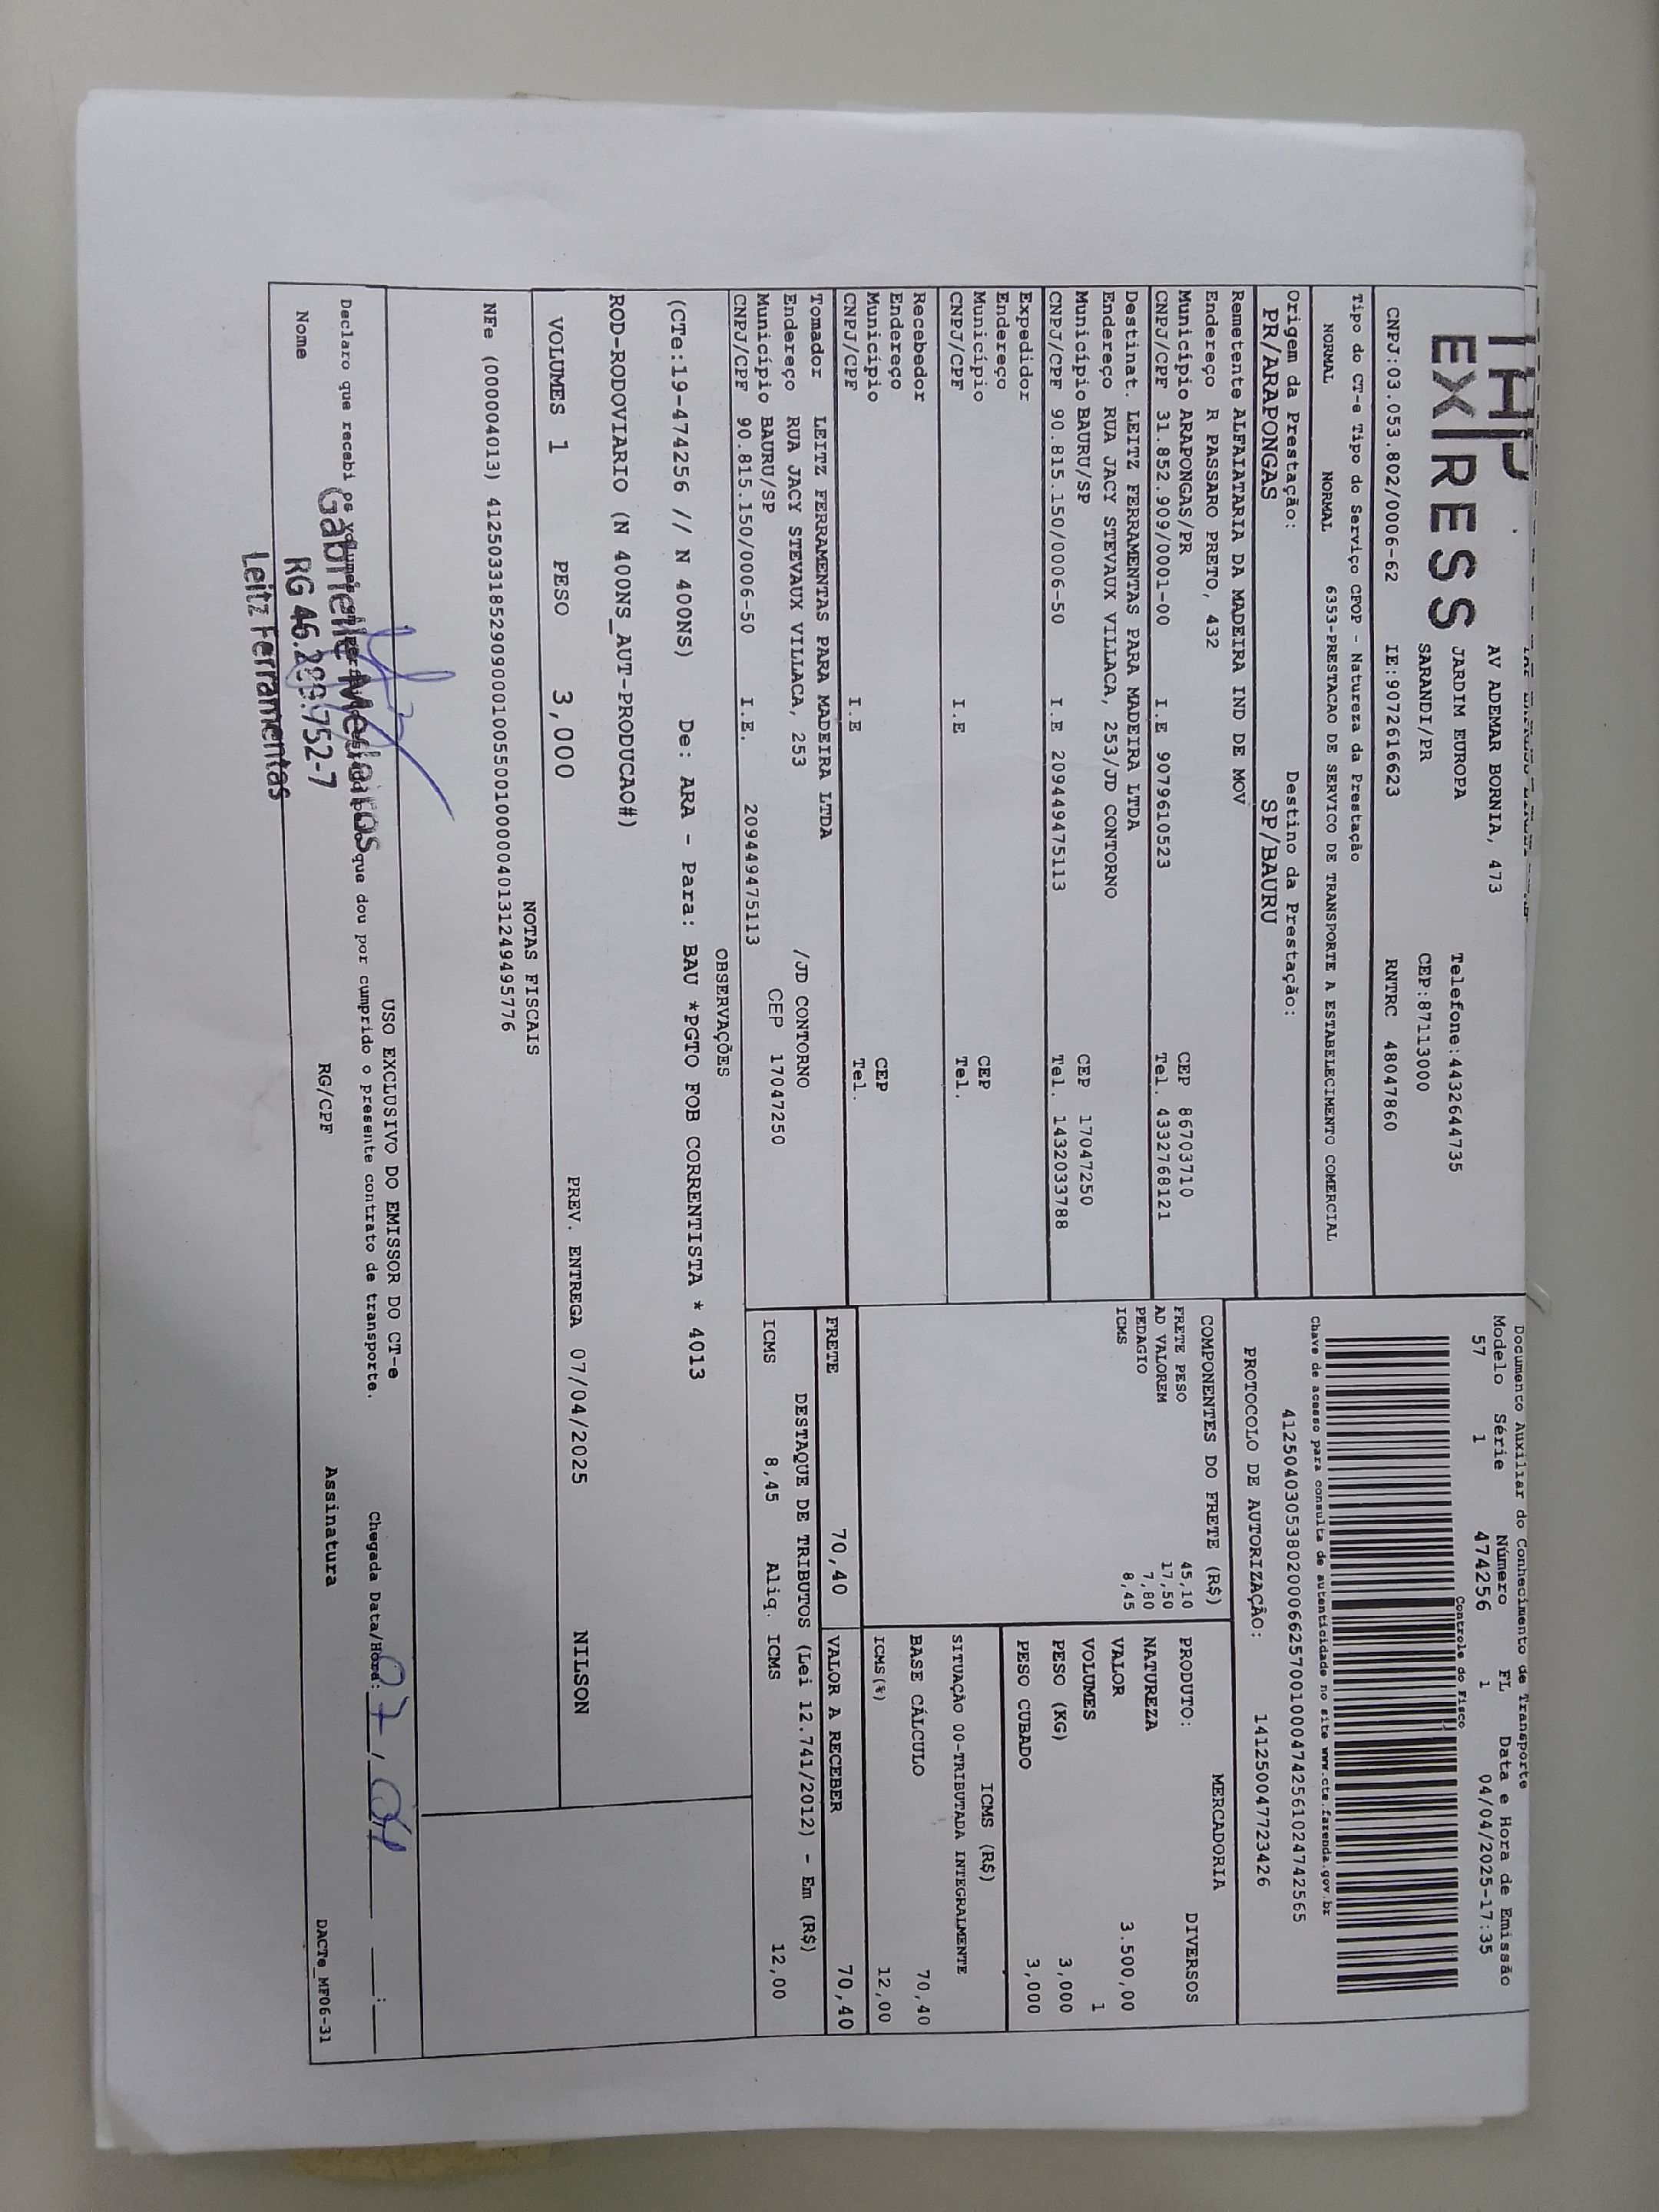 EXPRESS
AV ADEMAR BORNIA, 473
JARDIM EUROPA Telefone:4432644735
SARANDI/PR CEP:87113000
CNPJ:03.053.802/0006-62 IE:9072616623 RNTRC 48047860
Documento Auxiliar do Conhecimento de Transporte
Modelo Série Número FL Data e Hora de Emissão
57 1 474256 1 04/04/2025-17:35
Controle do Fisco
Chave de acesso para consulta de autenticidade no site www.cte.fazenda.gov.br
41250403053802000662570010004742561024742565
PROTOCOLO DE AUTORIZAÇÃO: 141250047723426
Tipo do CT-e Tipo do Serviço CFOP - Natureza da Prestação
NORMAL NORMAL 6353-PRESTACAO DE SERVICO DE TRANSPORTE A ESTABELECIMENTO COMERCIAL
Origem da Prestação: Destino da Prestação:
PR/ARAPONGAS SP/BAURU
Remetente ALFAIATARIA DA MADEIRA IND DE MOV
Endereço R PASSARO PRETO, 432
Município ARAPONGAS/PR CEP 86703710
CNPJ/CPF 31.852.909/0001-00 I.E 9079610523 Tel. 4332768121
Destinat. LEITZ FERRAMENTAS PARA MADEIRA LTDA
Endereço RUA JACY STEVAUX VILLACA, 253/JD CONTORNO
Município BAURU/SP CEP 17047250
CNPJ/CPF 90.815.150/0006-50 I.E 209449475113 Tel. 1432033788
Expedidor
Endereço
Município CEP
CNPJ/CPF I.E Tel.
Recebedor
Endereço
Município CEP
CNPJ/CPF I.E Tel.
Tomador LEITZ FERRAMENTAS PARA MADEIRA LTDA
Endereço RUA JACY STEVAUX VILLACA, 253 /JD CONTORNO
Município BAURU/SP CEP 17047250
CNPJ/CPF 90.815.150/0006-50 I.E. 209449475113
COMPONENTES DO FRETE (R$)
FRETE PESO 45,10
AD VALOREM 17,50
PEDAGIO 7,80
ICMS 8,45
MERCADORIA
PRODUTO: DIVERSOS
NATUREZA
VALOR 3.500,00
VOLUMES 1
PESO (KG) 3,000
PESO CUBADO 3,000
ICMS (R$)
SITUAÇÃO 00-TRIBUTADA INTEGRALMENTE
BASE CÁLCULO 70,40
ICMS(%) 12,00
FRETE 70,40 VALOR A RECEBER 70,40
DESTAQUE DE TRIBUTOS (Lei 12.741/2012) - Em (R$)
ICMS 8,45 Aliq. ICMS 12,00
OBSERVAÇÕES
(CTe:19-474256 // N 400NS) De: ARA - Para: BAU *PGTO FOB CORRENTISTA * 4013
ROD-RODOVIARIO (N 400NS_AUT-PRODUCAO#)
VOLUMES 1 PESO 3,000 PREV. ENTREGA 07/04/2025 NILSON
NOTAS FISCAIS
NFe (000004013) 41250331852909000100550010000040131249495776
USO EXCLUSIVO DO EMISSOR DO CT-e
Declaro que recebi os que dou por cumprido o presente contrato de transporte. Chegada Data/Hora: 07 / 04 __:__
Nome RG/CPF Assinatura DACTe_MF06-31
Gabrielle Medeiros
RG 46.299.752-7
Leitz Ferramentas